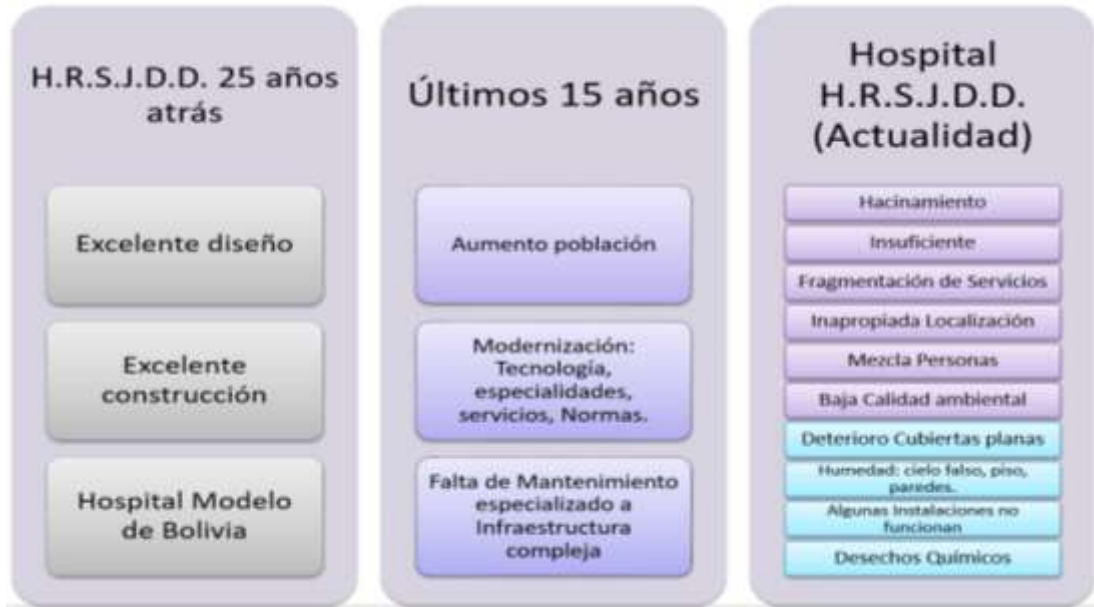 H.R.S.J.D.D. 25 años
atrás
Excelente diseño
Excelente
construcción
Hospital Modelo
de Bolivia
Últimos 15 años
Aumento población
Modernización:
Tecnología,
especialidades,
servicios, Normas.
Falta de Mantenimiento
especializado a
Infraestructura
compleja
Hospital
H.R.S.J.D.D.
(Actualidad)
Hacinamiento
Insuficiente
Fragmentación de Servicios
Inapropiada Localización
Mezcla Personas
Baja Calidad ambiental
Deterioro Cubiertas planas
Humedad: cielo falso, piso,
paredes.
Algunas Instalaciones no
funcionan
Desechos Químicos